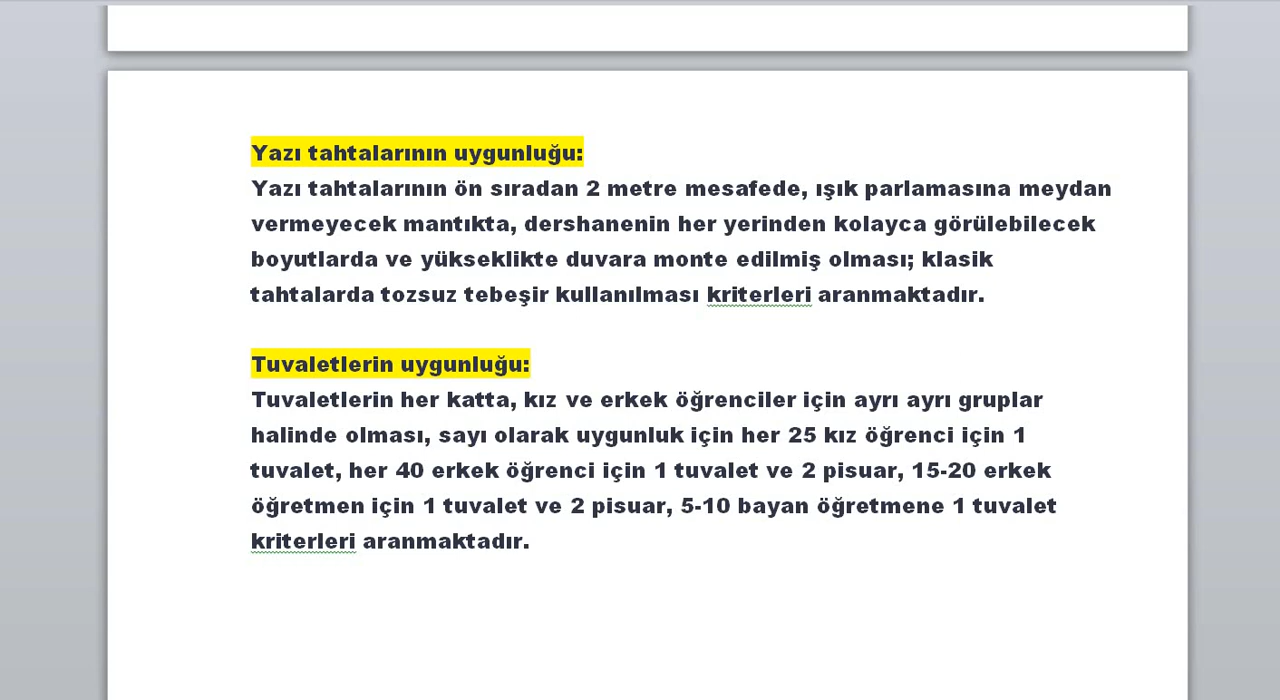 Yazı tahtalarının uygunluğu:
Yazı tahtalarının ön sıradan 2 metre mesafede, ışık parlamasına meydan
vermeyecek mantıkta, dershanenin her yerinden kolayca görülebilecek
boyutlarda ve yükseklikte duvara monte edilmiş olması; klasik
tahtalarda tozsuz tebeşir kullanılması kriterleri aranmaktadır.
Tuvaletlerin uygunluğu:
Tuvaletlerin her katta, kız ve erkek öğrenciler için ayrı ayrı gruplar
halinde olması, sayı olarak uygunluk için her 25 kız öğrenci için 1
tuvalet, her 40 erkek öğrenci için 1 tuvalet ve 2 pisuar, 15-20 erkek
öğretmen için 1 tuvalet ve 2 pisuar, 5-10 bayan öğretmene 1 tuvalet
kriterleri aranmaktadır.